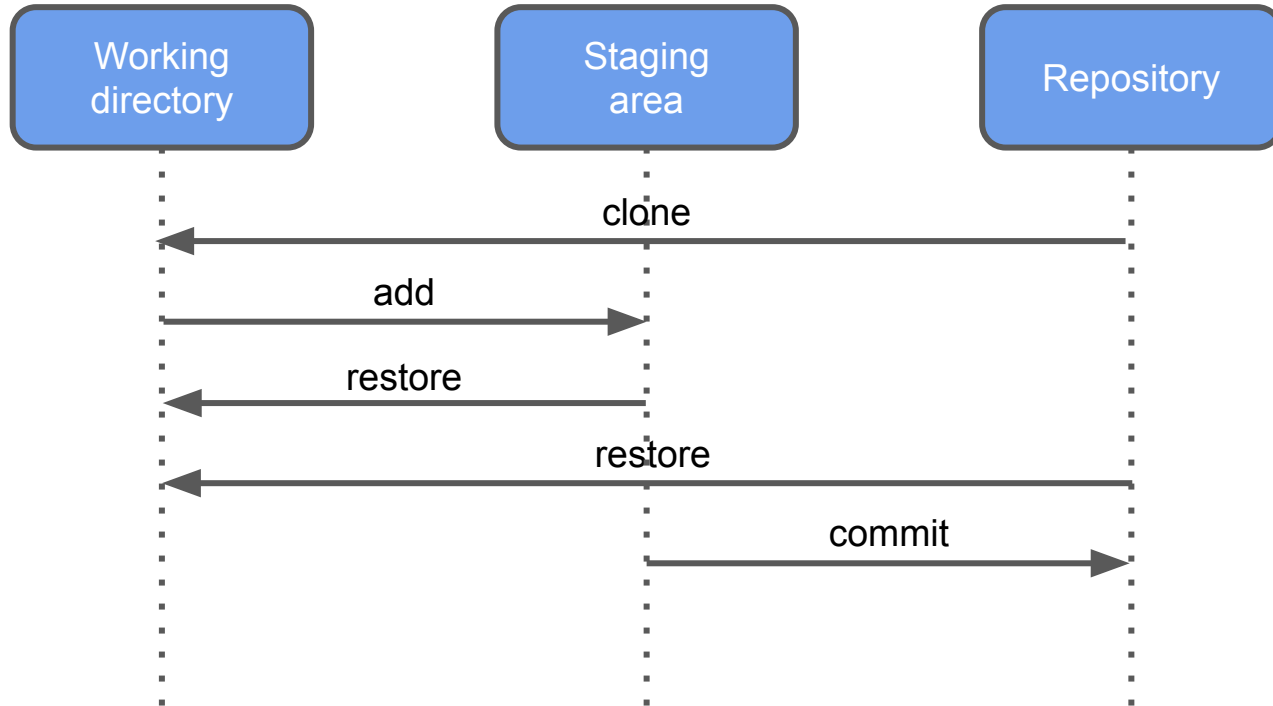 Working
directory
Staging
area
Repository
clone
add
restore
restore
commit